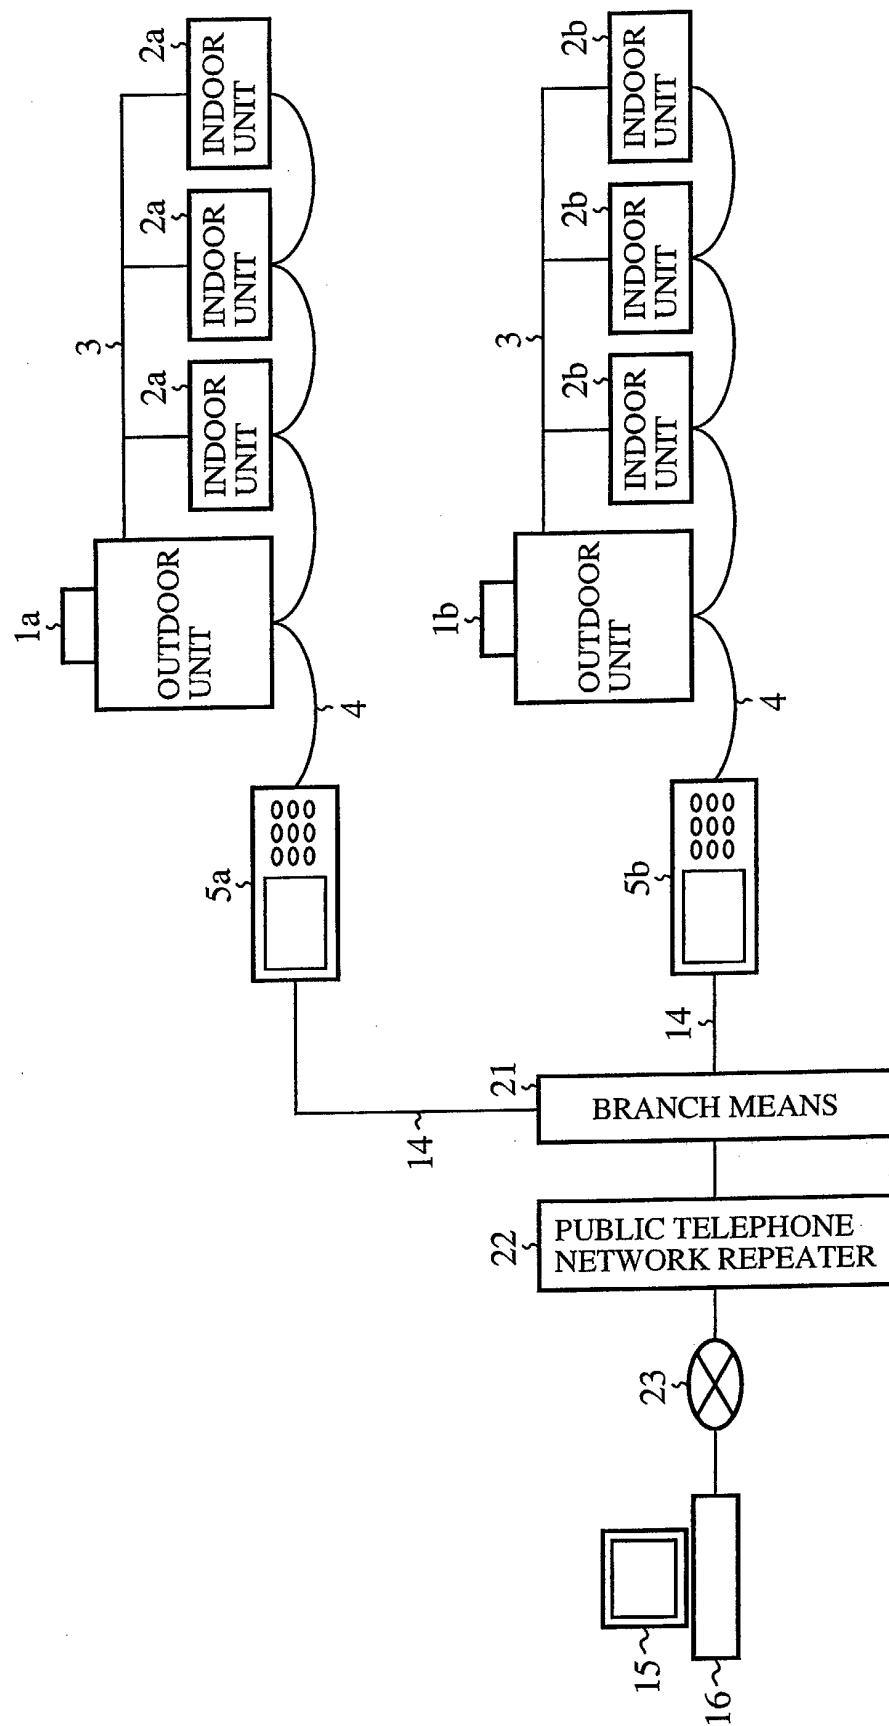 1a
OUTDOOR
UNIT
3
2a
INDOOR
UNIT
2a
INDOOR
UNIT
2a
INDOOR
UNIT
4
5a
14
1b
OUTDOOR
UNIT
3
2b
INDOOR
UNIT
2b
INDOOR
UNIT
2b
INDOOR
UNIT
4
5b
14
21
BRANCH MEANS
22
PUBLIC TELEPHONE
NETWORK REPEATER
23
15
16